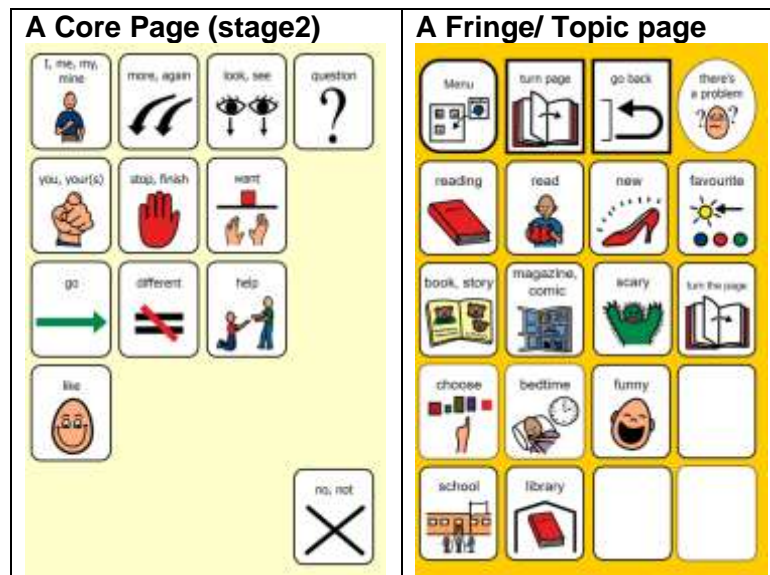 A Core Page (stage2)
I, me, my,
mine
more, again
look, see
question
?
you, your(s)
stop, finish
want
go
different
help
like
no, not
A Fringe/ Topic page
Menu
turn page
go back
there's
a problem
? ?
reading
read
new
favourite
book, story
magazine,
comic
scary
turn the page
choose
bedtime
funny
school
library